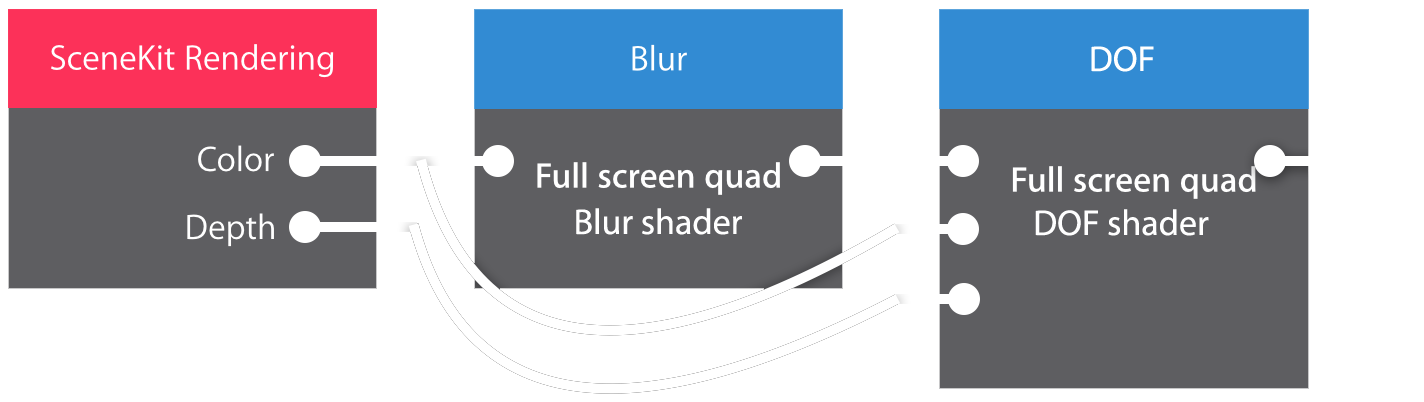 SceneKit Rendering
Color
Depth
Blur
Full screen quad
Blur shader
DOF
Full screen quad
DOF shader